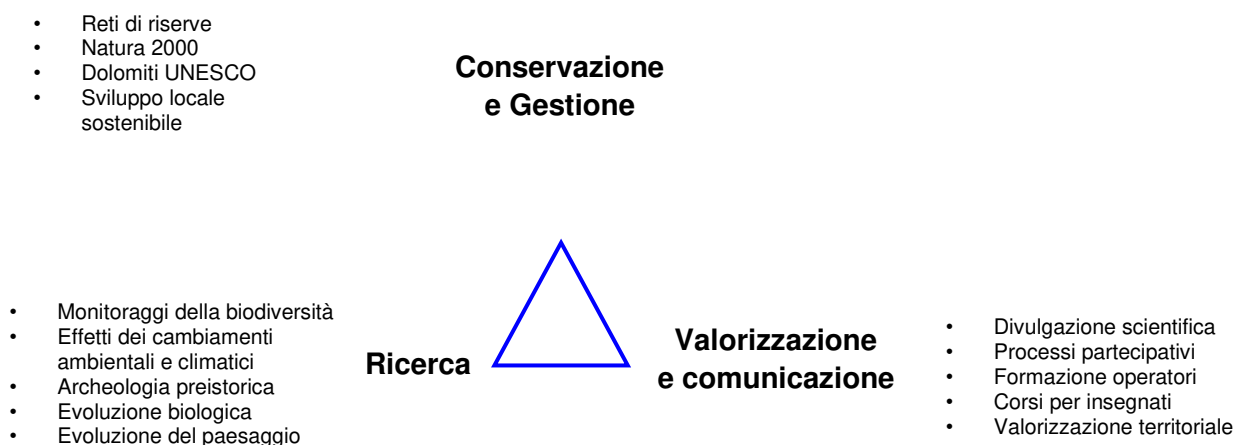 • Reti di riserve
• Natura 2000
• Dolomiti UNESCO
• Sviluppo locale
sostenibile
Conservazione
e Gestione
• Monitoraggi della biodiversità
• Effetti dei cambiamenti
ambientali e climatici
• Archeologia preistorica
• Evoluzione biologica
• Evoluzione del paesaggio
Ricerca
Valorizzazione
e comunicazione
• Divulgazione scientifica
• Processi partecipativi
• Formazione operatori
• Corsi per insegnati
• Valorizzazione territoriale